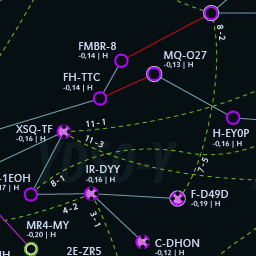 8-2
FMBR-8
-0,14 | H
MQ-O27
-0,13 | H
FH-TTC
-0,14 | H
XSQ-TF
-0,16 | H
11-1
11-3
H-EY0P
-0,16 | H
7-5
IR-DYY
-0,16 | H
-1EOH
17 | H
8-1
F-D49D
-0,19 | H
4-2
3-1
MR4-MY
-0,20 | H
2E-ZR5
C-DHON
-0,12 | H